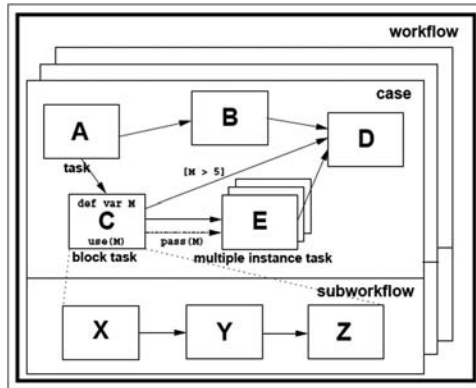 workflow
case
A
B
D
task
[M > 5]
def var M
C
use(M)
pass(M)
E
block task
multiple instance task
subworkflow
X
Y
Z